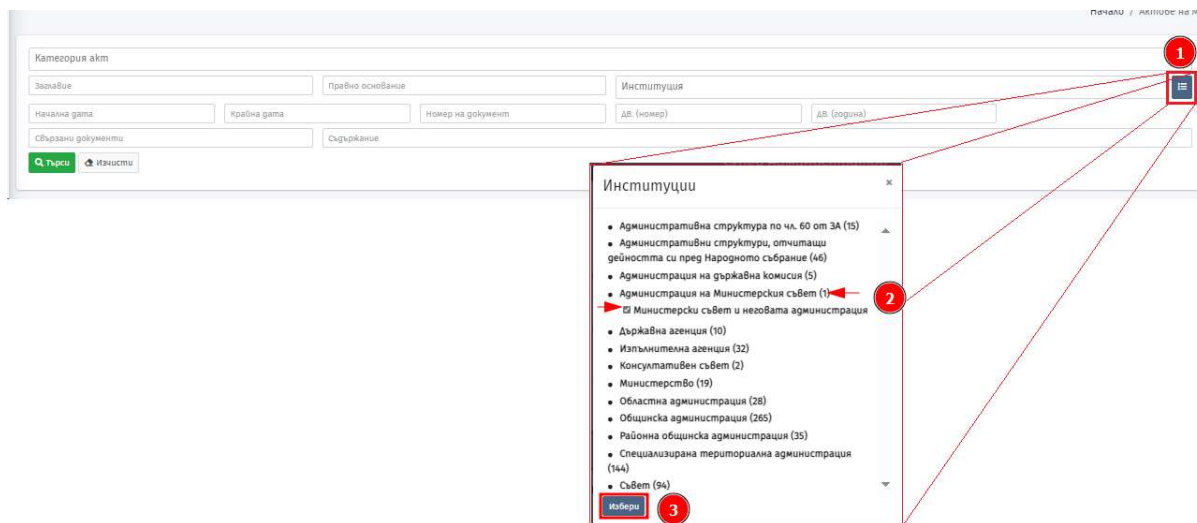 Начало / Актове на М
1
Категория акт
Заглавие
Правно основание
Институция
Начална дата
Крайна дата
Номер на документ
ДВ. (номер)
ДВ. (година)
Свързани документи
Съдържание
Търси
Изчисти
Институции
×
Административна структура по чл. 60 от ЗА (15)
Административни структури, отчитащи
дейността си пред Народното събрание (46)
Администрация на държавна комисия (5)
Администрация на Министерския съвет (1)
2
Министерски съвет и неговата администрация
Държавна агенция (10)
Изпълнителна агенция (32)
Консултативен съвет (2)
Министерство (19)
Областна администрация (28)
Общинска администрация (265)
Районна общинска администрация (35)
Специализирана териториална администрация
(144)
Съвет (94)
Избери
3